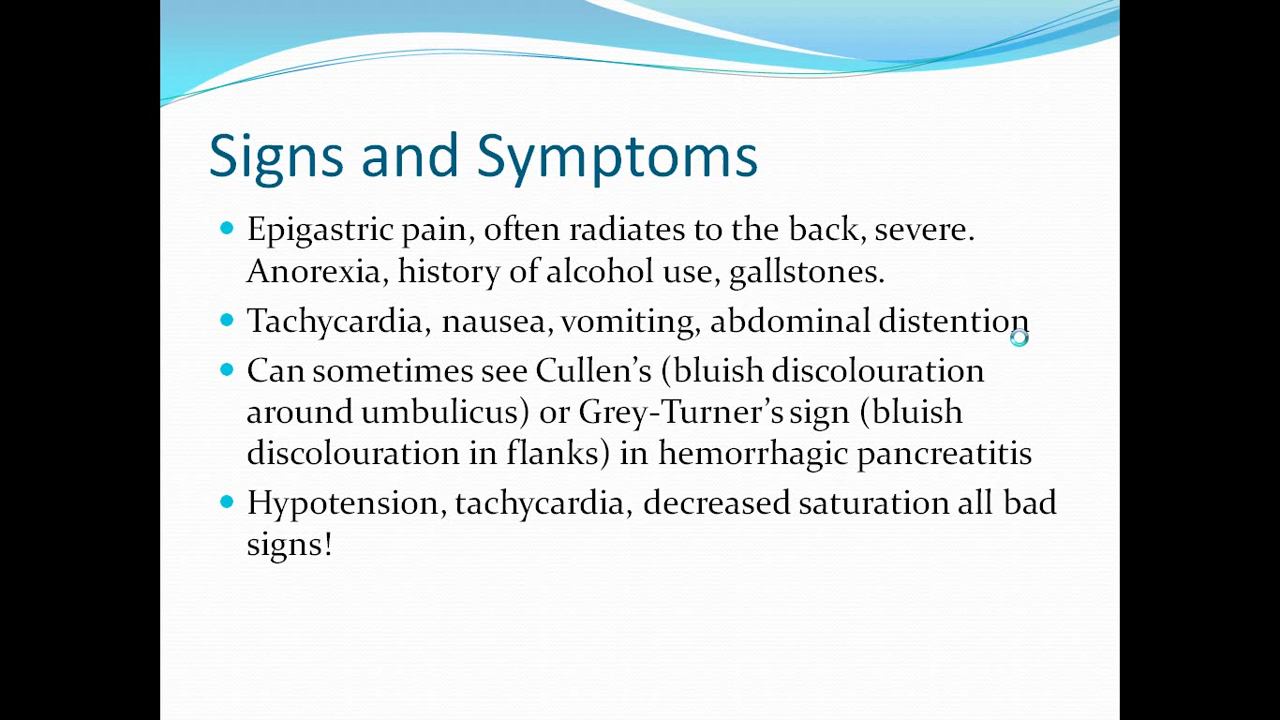 Signs and Symptoms
• Epigastric pain, often radiates to the back, severe.
Anorexia, history of alcohol use, gallstones.
• Tachycardia, nausea, vomiting, abdominal distention
• Can sometimes see Cullen’s (bluish discolouration
around umbulicus) or Grey-Turner’s sign (bluish
discolouration in flanks) in hemorrhagic pancreatitis
• Hypotension, tachycardia, decreased saturation all bad
signs!